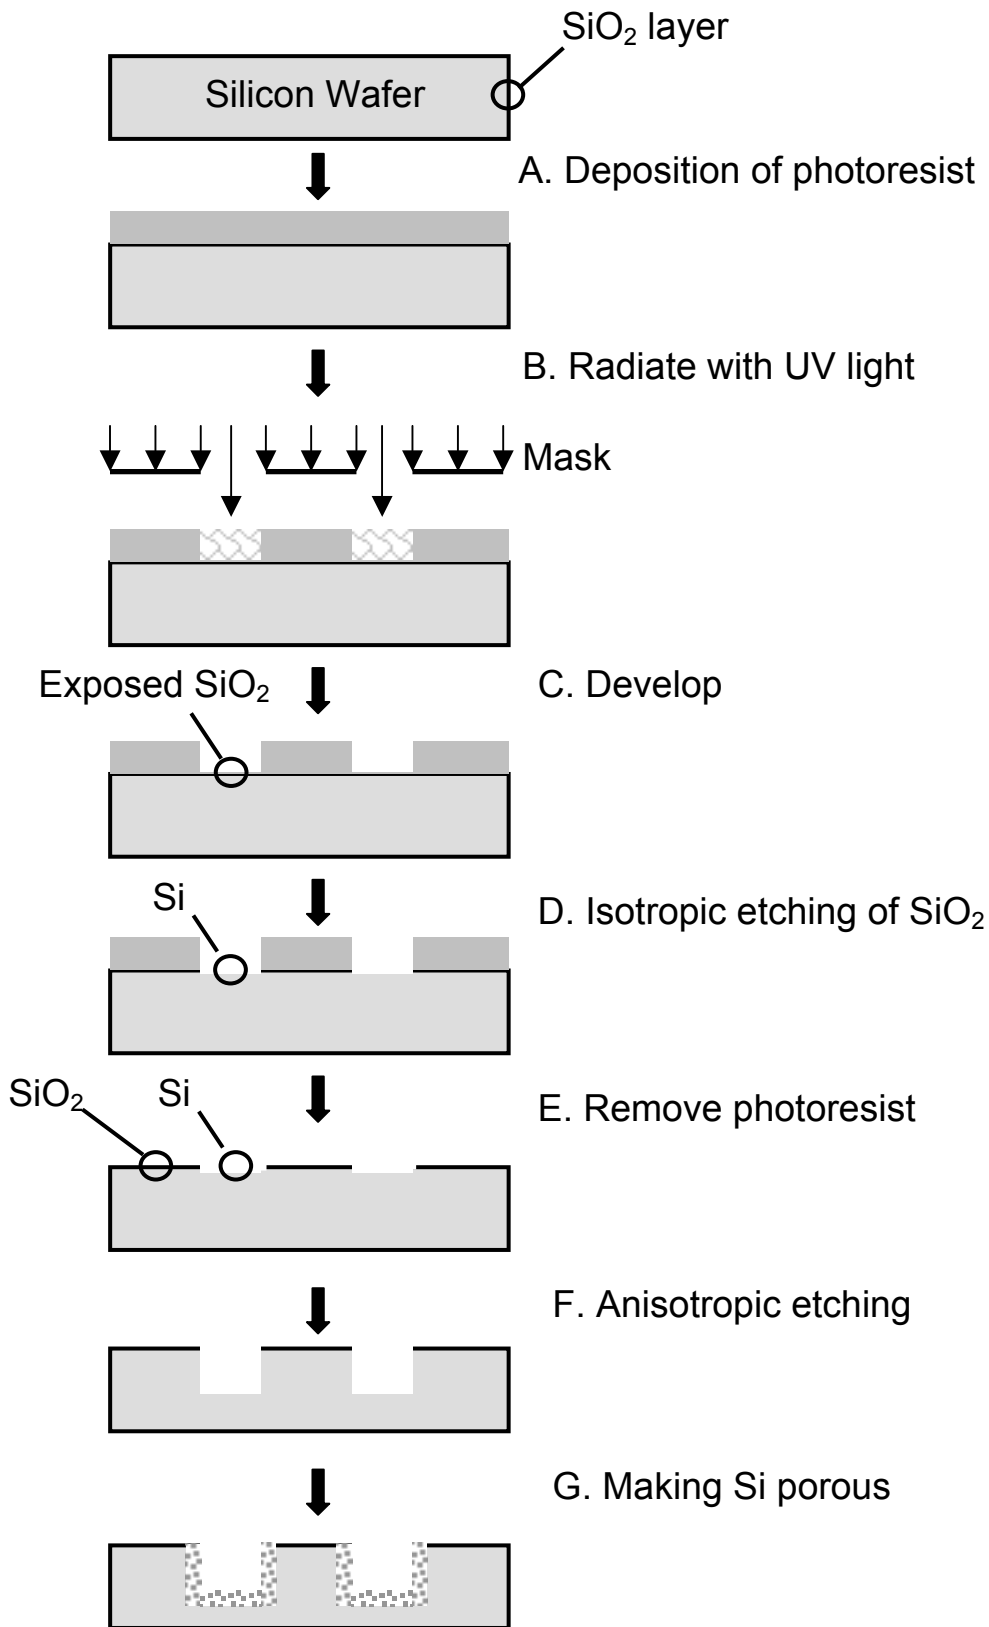 SiO₂ layer
Silicon Wafer
A. Deposition of photoresist
B. Radiate with UV light
Mask
Exposed SiO₂
C. Develop
Si
D. Isotropic etching of SiO₂
SiO₂ Si
E. Remove photoresist
F. Anisotropic etching
G. Making Si porous